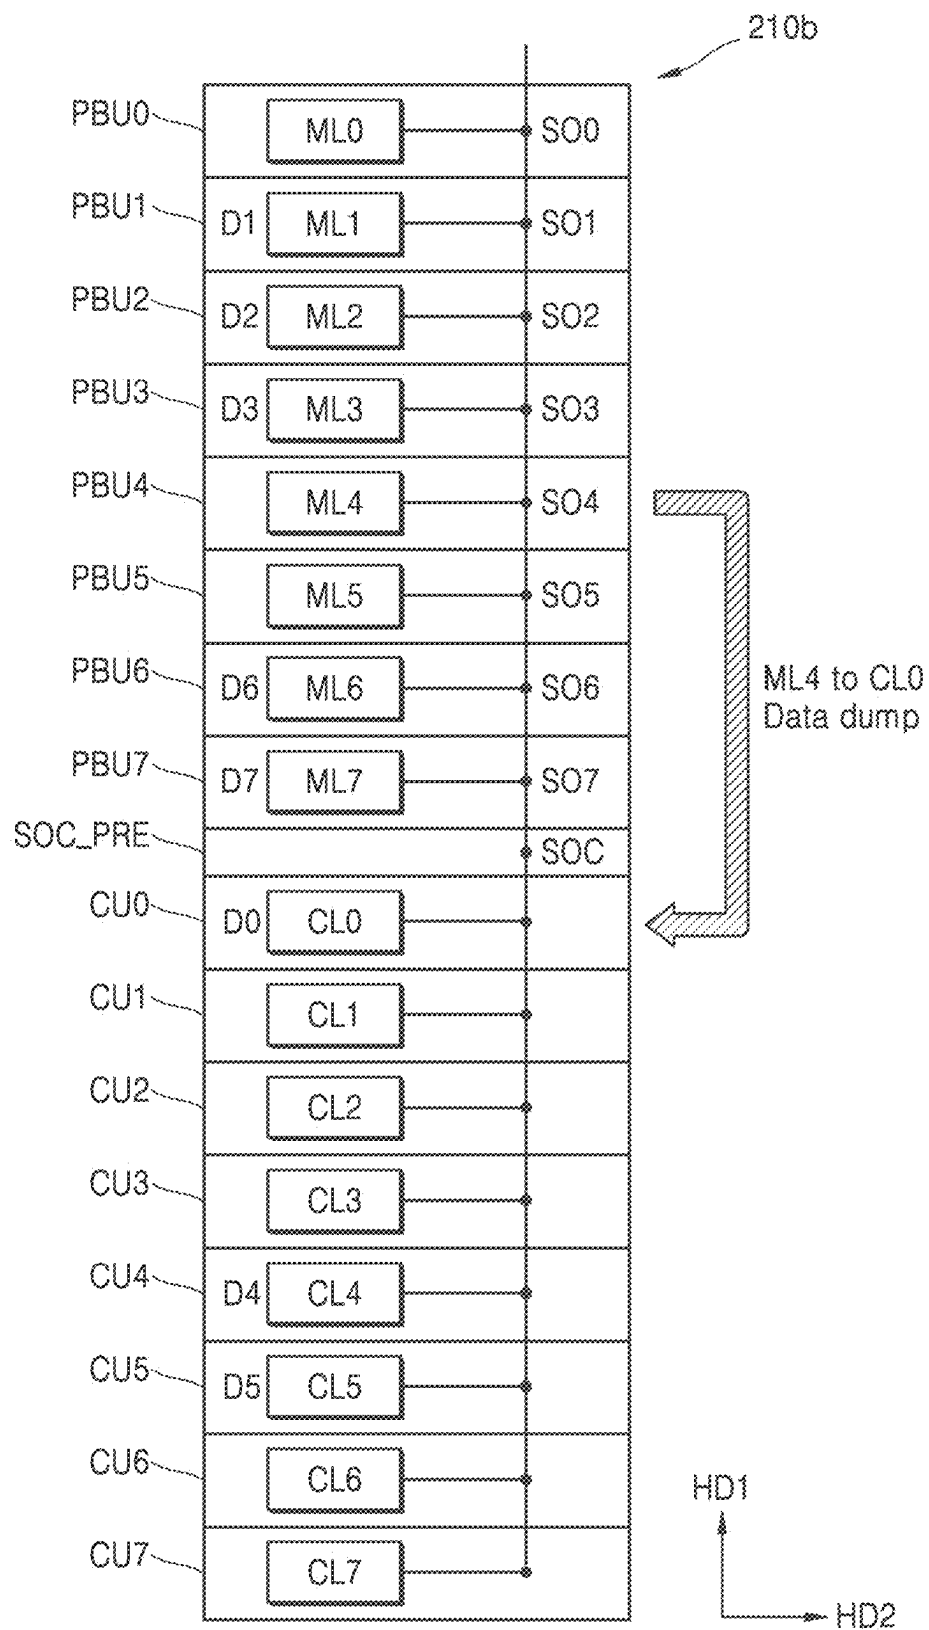 210b
PBU0 ML0 SO0
PBU1 D1 ML1 SO1
PBU2 D2 ML2 SO2
PBU3 D3 ML3 SO3
PBU4 ML4 SO4
PBU5 ML5 SO5
PBU6 D6 ML6 SO6
ML4 to CL0
Data dump
PBU7 D7 ML7 SO7
SOC_PRE SOC
CU0 D0 CL0
CU1 CL1
CU2 CL2
CU3 CL3
CU4 D4 CL4
CU5 D5 CL5
CU6 CL6
HD1
CU7 CL7
HD2